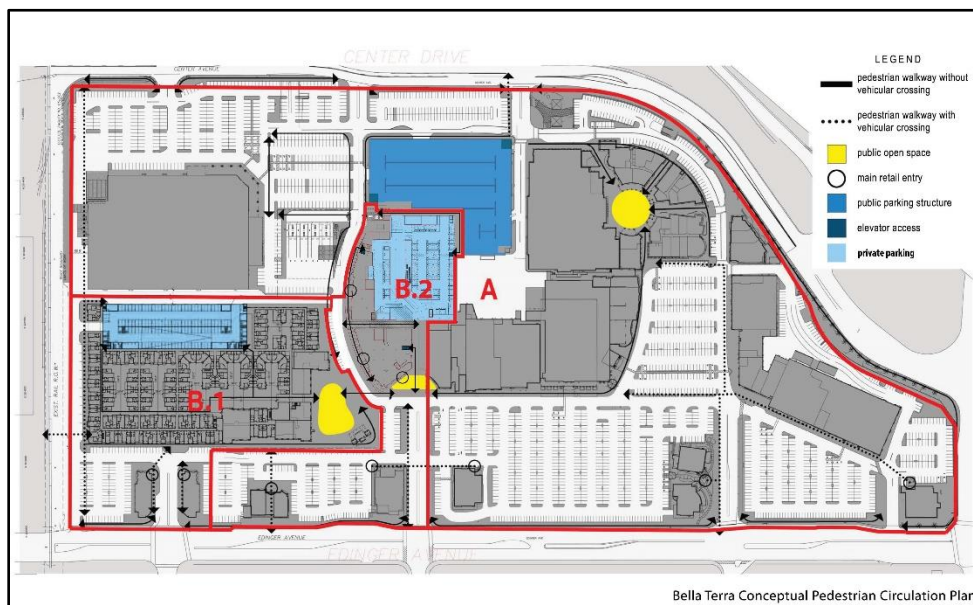 CENTER DRIVE
CENTER AVENUE
LEGEND
pedestrian walkway without
vehicular crossing
pedestrian walkway with
vehicular crossing
public open space
main retail entry
public parking structure
elevator access
private parking
B.2
A
B.1
EDINGER AVENUE
EDINGER AVENUE
Bella Terra Conceptual Pedestrian Circulation Plan